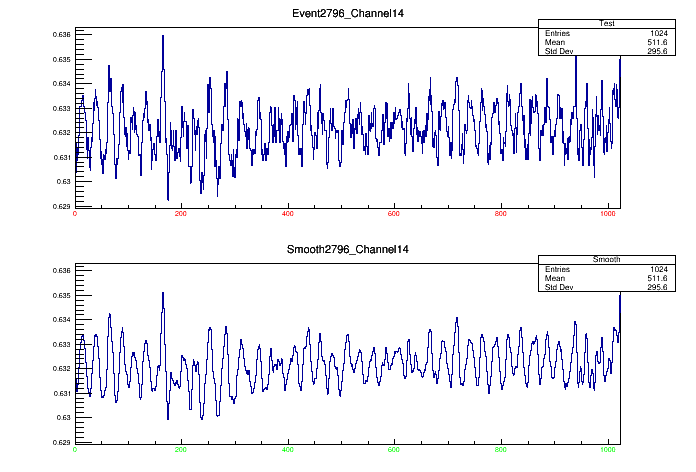 Event2796_Channel14
Test
Entries 1024
Mean 511.6
Std Dev 295.6
0.636
0.635
0.634
0.633
0.632
0.631
0.63
0.629
0 200 400 600 800 1000
Smooth2796_Channel14
Smooth
Entries 1024
Mean 511.6
Std Dev 295.6
0.636
0.635
0.634
0.633
0.632
0.631
0.63
0.629
0 200 400 600 800 1000